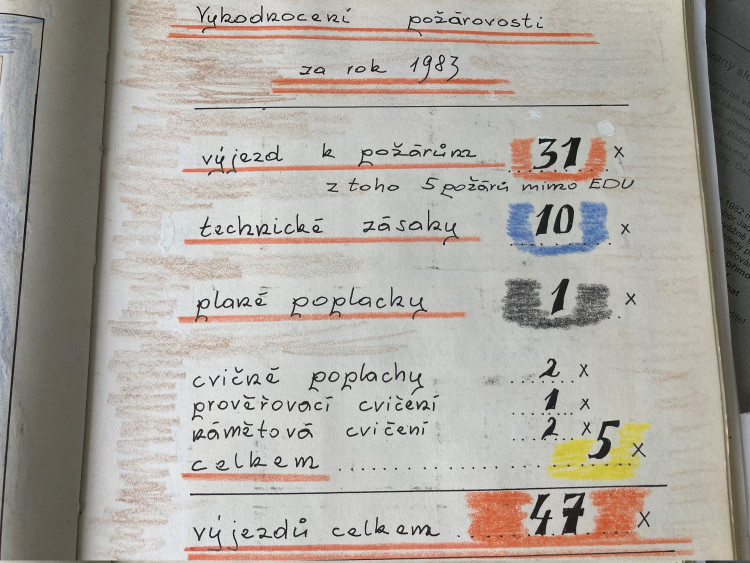 Vyhodnocení požárovosti
za rok 1983
výjezd k požárům 31 x
z toho 5 požárů mimo EDU
technické zásahy 10 x
plané poplachy 1 x
cvičné poplachy 2 x
prověřovací cvičení 1 x
námětová cvičení 2 x
celkem 5 x
výjezdů celkem 47 x